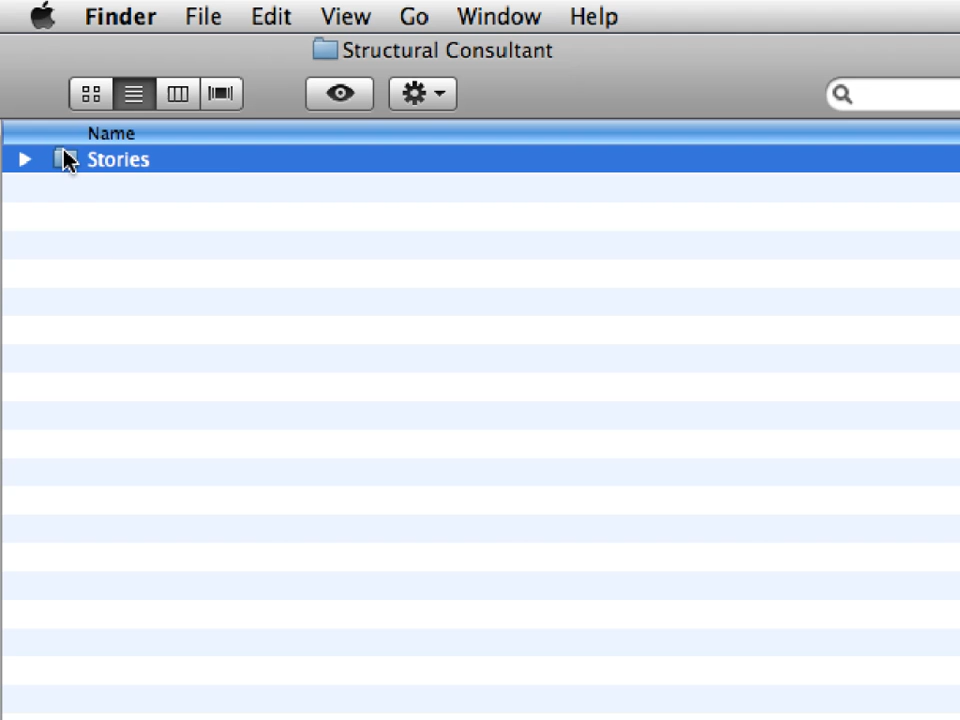 Finder File Edit View Go Window Help
Structural Consultant
Name
Stories